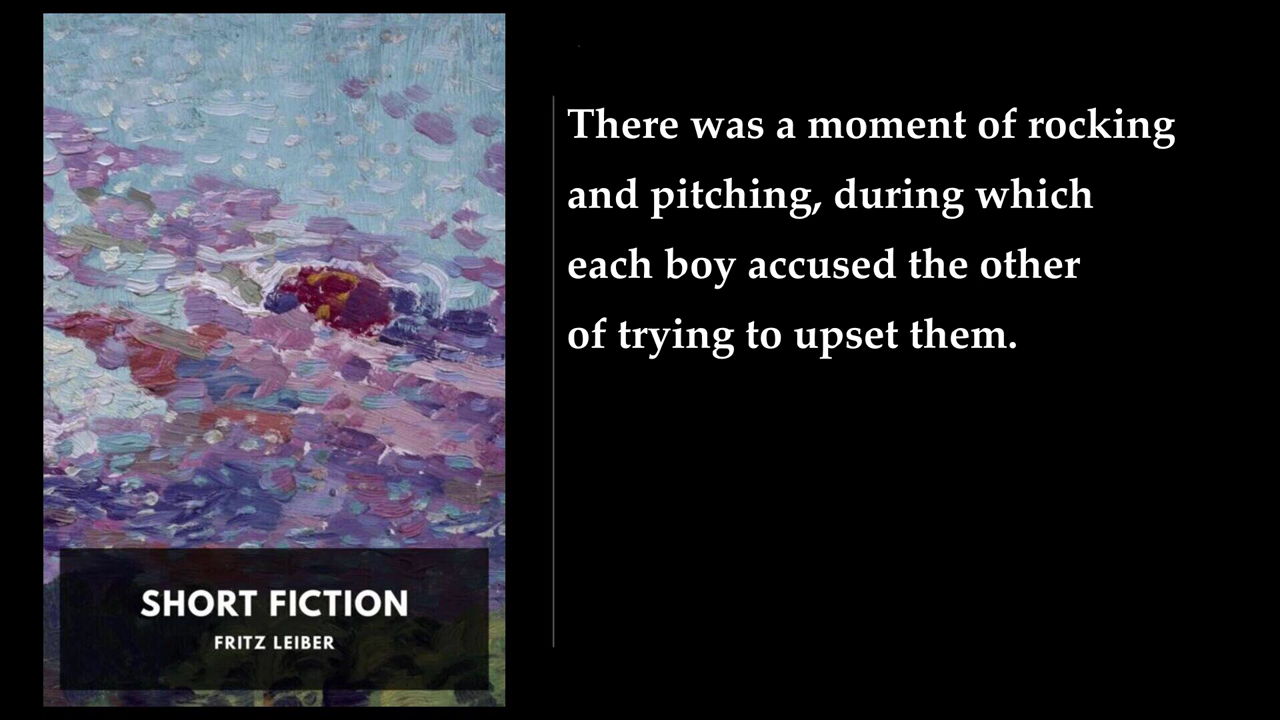 SHORT FICTION
FRITZ LEIBER
There was a moment of rocking
and pitching, during which
each boy accused the other
of trying to upset them.